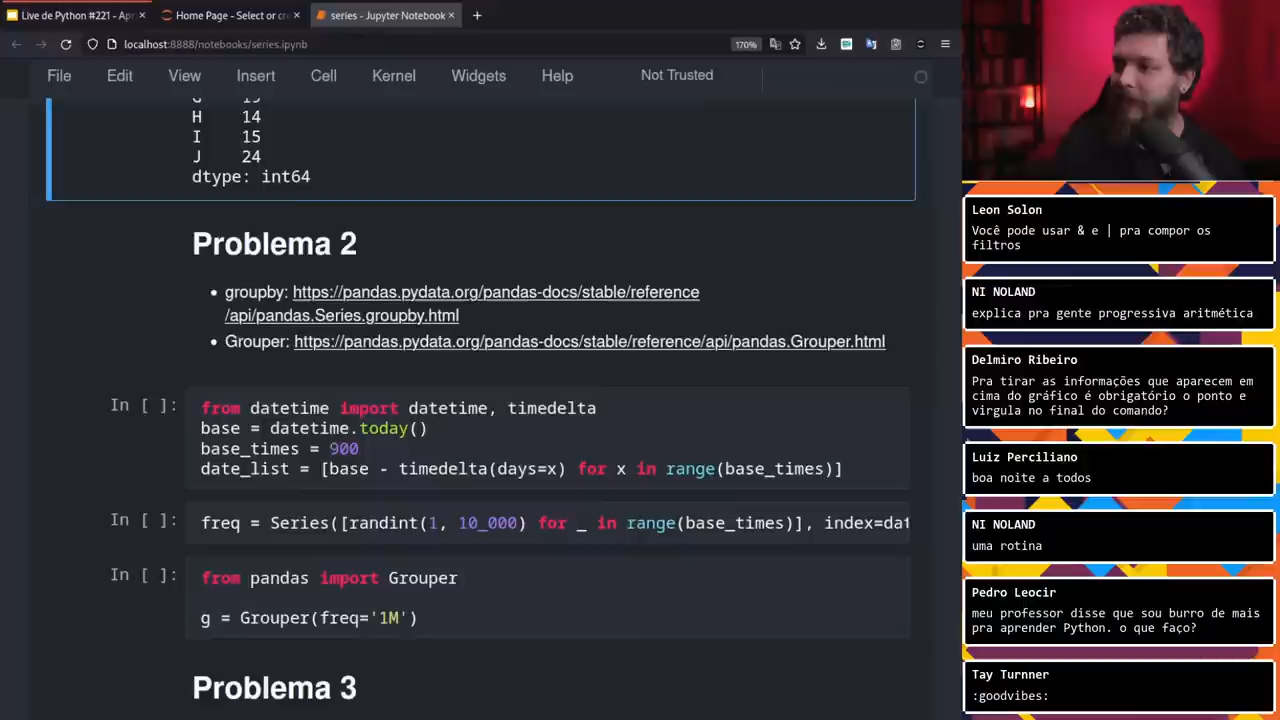 Live de Python #221 - Apr
Home Page - Select or cre
series - Jupyter Notebook
localhost:8888/notebooks/series.ipynb
170%
File Edit View Insert Cell Kernel Widgets Help Not Trusted
H 14
I 15
J 24
dtype: int64
Problema 2
groupby: https://pandas.pydata.org/pandas-docs/stable/reference
/api/pandas.Series.groupby.html
Grouper: https://pandas.pydata.org/pandas-docs/stable/reference/api/pandas.Grouper.html
In [ ]:
from datetime import datetime, timedelta
base = datetime.today()
base_times = 900
date_list = [base - timedelta(days=x) for x in range(base_times)]
In [ ]:
freq = Series([randint(1, 10_000) for _ in range(base_times)], index=dat
In [ ]:
from pandas import Grouper
g = Grouper(freq='1M')
Problema 3
Leon Solon
Você pode usar & e | pra compor os
filtros
NI NOLAND
explica pra gente progressiva aritmética
Delmiro Ribeiro
Pra tirar as informações que aparecem em
cima do gráfico é obrigatório o ponto e
virgula no final do comando?
Luiz Perciliano
boa noite a todos
NI NOLAND
uma rotina
Pedro Leocir
meu professor disse que sou burro de mais
pra aprender Python. o que faço?
Tay Turnner
:goodvibes: